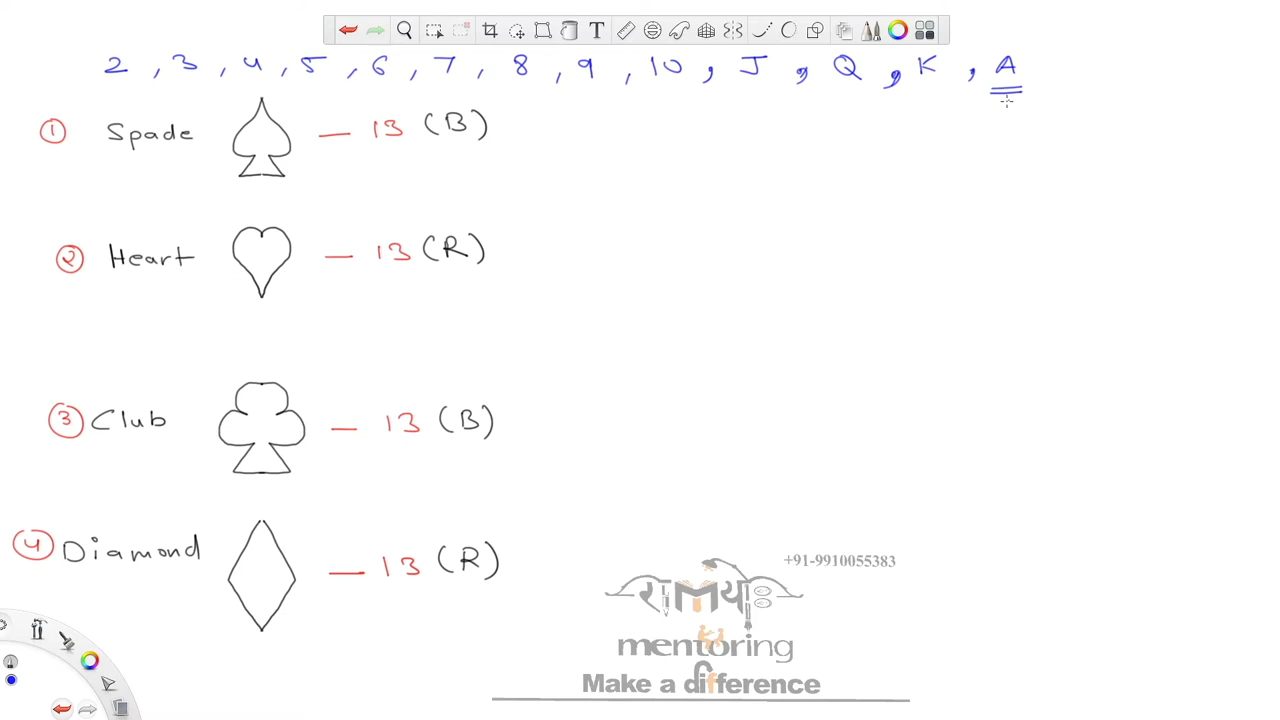 2 , 3 , 4 , 5 , 6 , 7 , 8 , 9 , 10 , J , Q , K , A
① Spade — 13 (B)
② Heart — 13 (R)
③ Club — 13 (B)
④ Diamond — 13 (R)
+91-9910055383
राम्या
mentoring
Make a difference